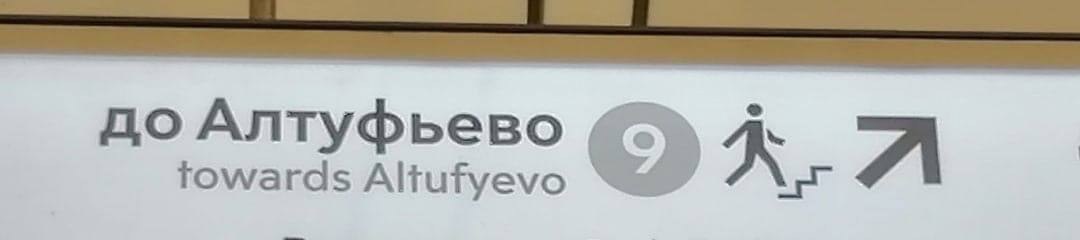 до Алтуфьево 9
towards Altufyevo